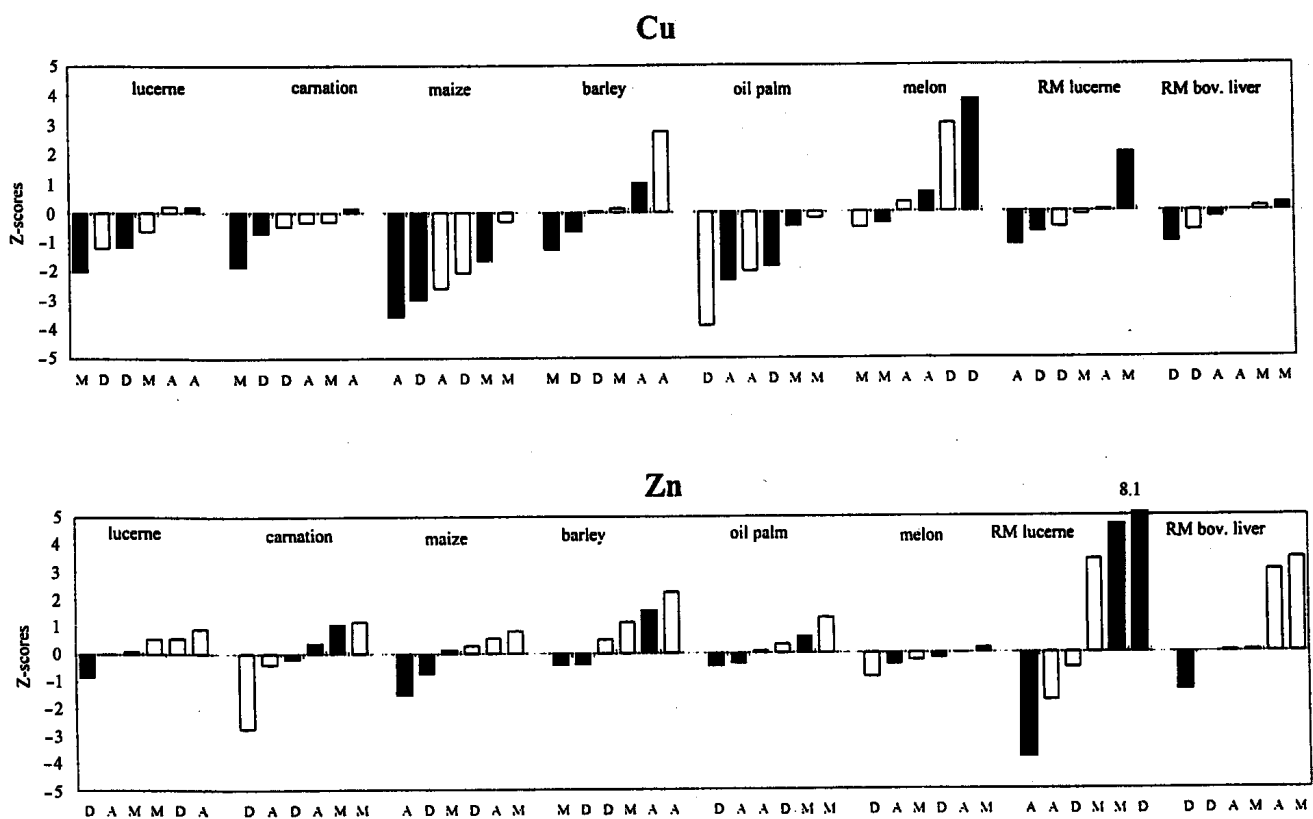 Cu
5
4
3
2
1
0
-1
-2
-3
-4
-5
Z-scores
lucerne carnation maize barley oil palm melon RM lucerne RM bov. liver
M D D M A A M D D A M A A D A D M M M D D M A A D A A D M M M M A A D D A D D M A M D D A A M M
Zn
8.1
5
4
3
2
1
0
-1
-2
-3
-4
-5
Z-scores
lucerne carnation maize barley oil palm melon RM lucerne RM bov. liver
D A M M D A D A D A M M A D M D A M M D D M A A D A A D M M D A M D A M A A D M M D D D A M A M